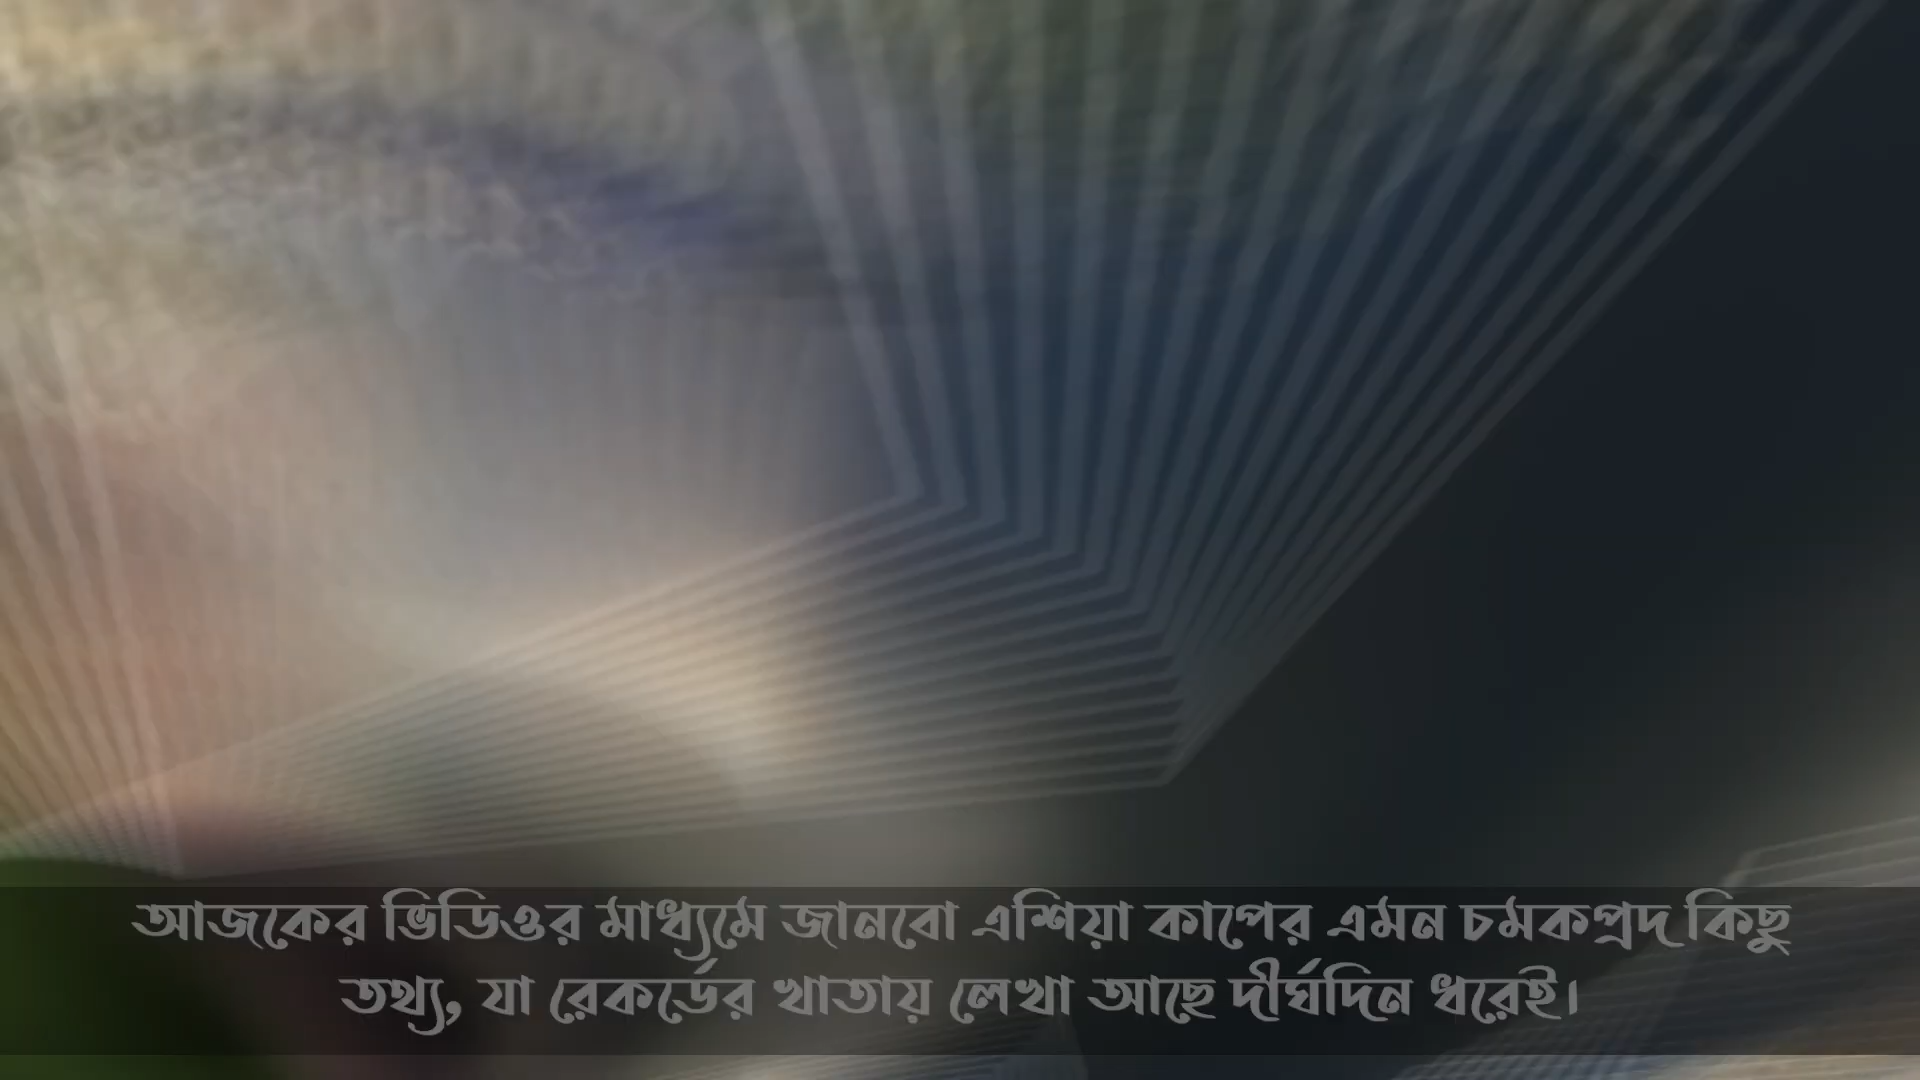 আজকের ভিডিওর মাধ্যমে জানবো এশিয়া কাপের এমন চমকপ্রদ কিছু
তথ্য, যা রেকর্ডের খাতায় লেখা আছে দীর্ঘদিন ধরেই।